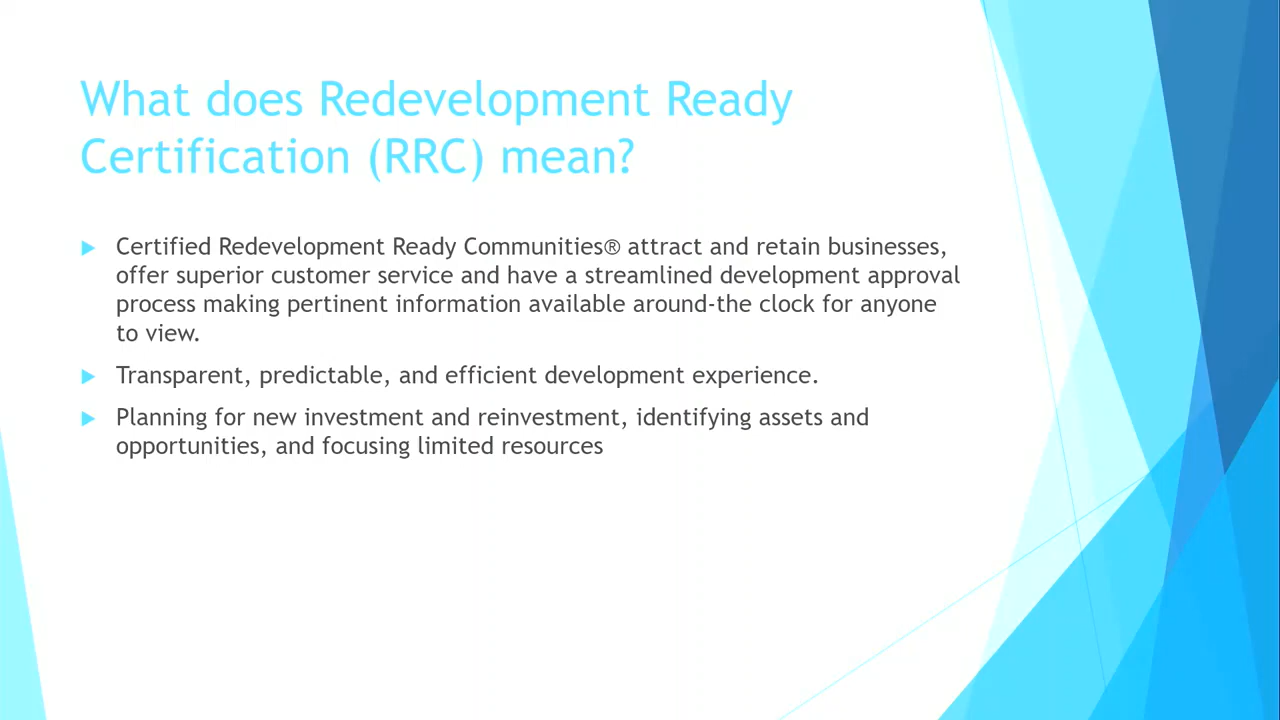 What does Redevelopment Ready
Certification (RRC) mean?
Certified Redevelopment Ready Communities® attract and retain businesses,
offer superior customer service and have a streamlined development approval
process making pertinent information available around-the clock for anyone
to view.
Transparent, predictable, and efficient development experience.
Planning for new investment and reinvestment, identifying assets and
opportunities, and focusing limited resources